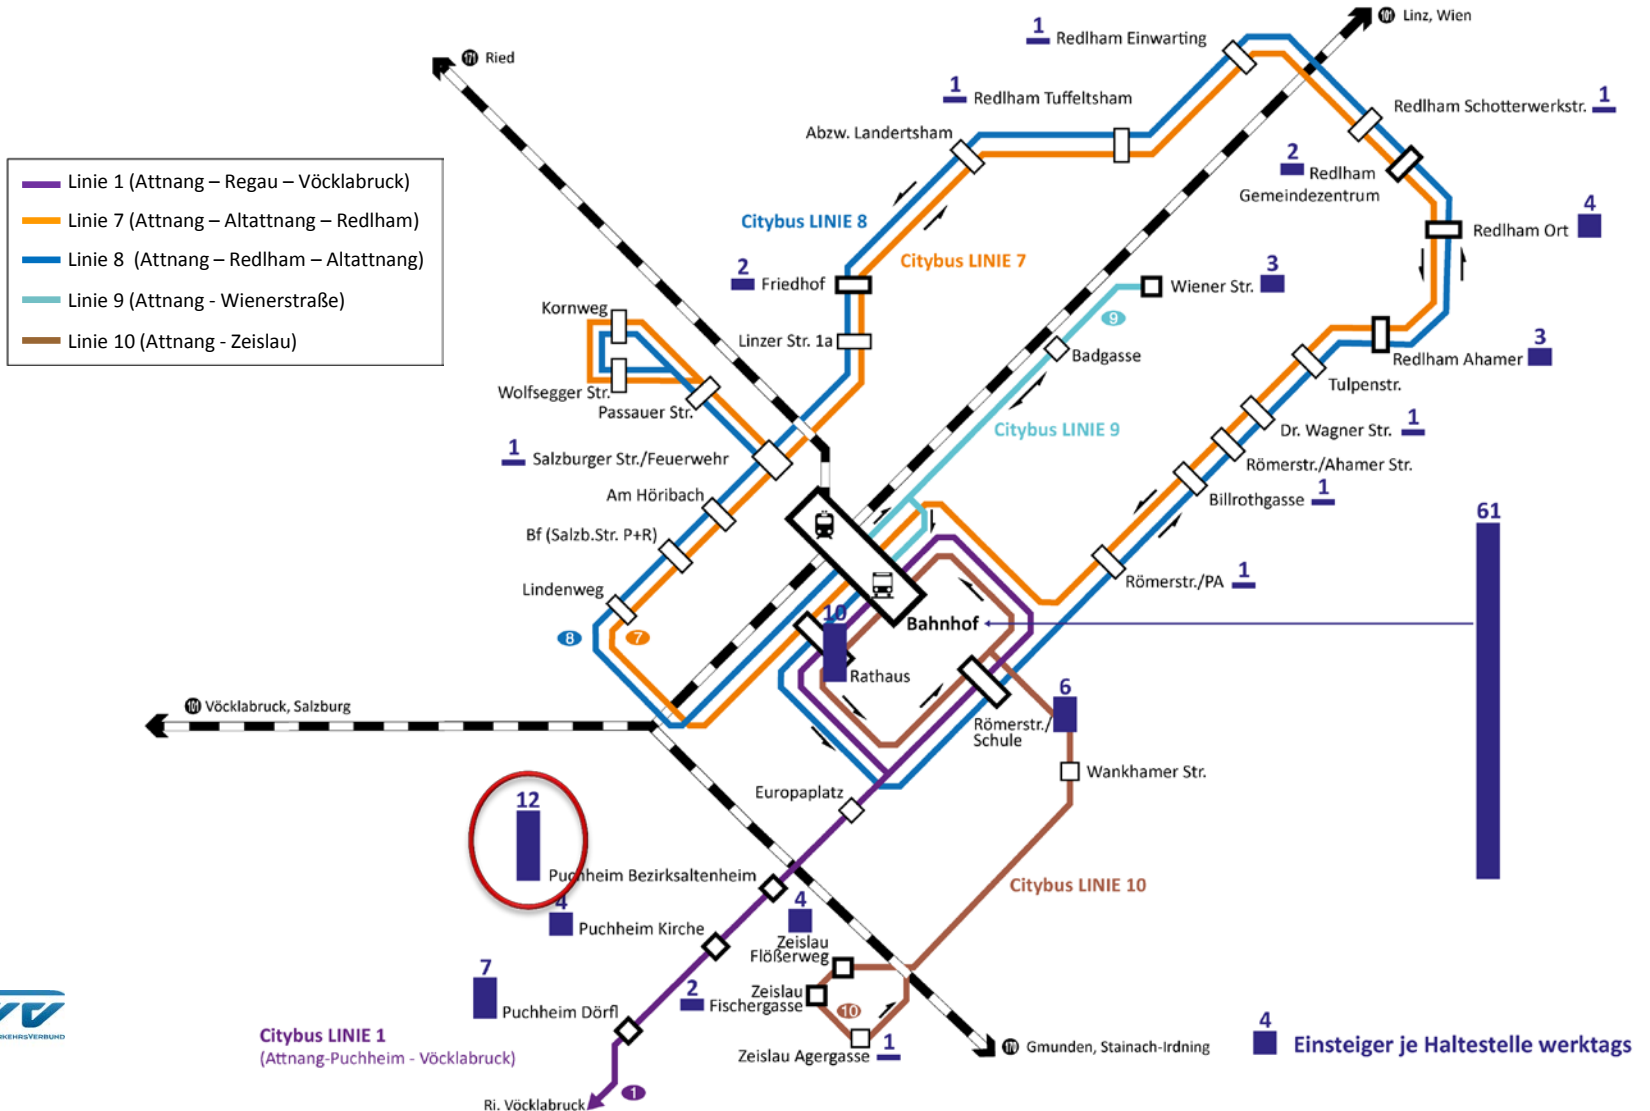 101 Linz, Wien
1
Redlham Einwarting
171 Ried
1
Redlham Tuffeltsham
Redlham Schotterwerkstr.
1
Abzw. Landertsham
2
Redlham
Gemeindezentrum
Linie 1 (Attnang – Regau – Vöcklabruck)
Linie 7 (Attnang – Altattnang – Redlham)
Linie 8 (Attnang – Redlham – Altattnang)
Linie 9 (Attnang - Wienerstraße)
Linie 10 (Attnang - Zeislau)
Citybus LINIE 8
Citybus LINIE 7
4
Redlham Ort
2
Friedhof
3
Wiener Str.
Kornweg
9
Linzer Str. 1a
Badgasse
Redlham Ahamer
3
Wolfsegger Str.
Passauer Str.
Tulpenstr.
Citybus LINIE 9
Dr. Wagner Str.
1
1
Salzburger Str./Feuerwehr
Römerstr./Ahamer Str.
Am Höribach
Billrothgasse
1
61
Bf (Salzb.Str. P+R)
Römerstr./PA
1
Lindenweg
10
Bahnhof
8
7
Rathaus
101 Vöcklabruck, Salzburg
6
Römerstr./
Schule
Wankhamer Str.
Europaplatz
12
Puchheim Bezirksaltenheim
Citybus LINIE 10
4
Puchheim Kirche
4
Zeislau
Flößerweg
7
Puchheim Dörfl
2
Zeislau
Fischergasse
10
Citybus LINIE 1
(Attnang-Puchheim - Vöcklabruck)
Zeislau Agergasse
1
170 Gmunden, Stainach-Irdning
4
Einsteiger je Haltestelle werktags
1
Ri. Vöcklabruck
VERKEHRSVERBUND